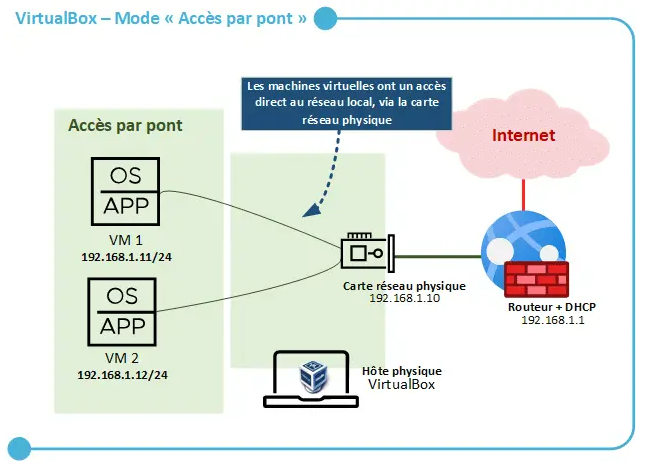 VirtualBox – Mode « Accès par pont »
Les machines virtuelles ont un accès
direct au réseau local, via la carte
réseau physique
Internet
Accès par pont
OS
APP
VM 1
192.168.1.11/24
OS
APP
VM 2
192.168.1.12/24
Carte réseau physique
192.168.1.10
Routeur + DHCP
192.168.1.1
Hôte physique
VirtualBox